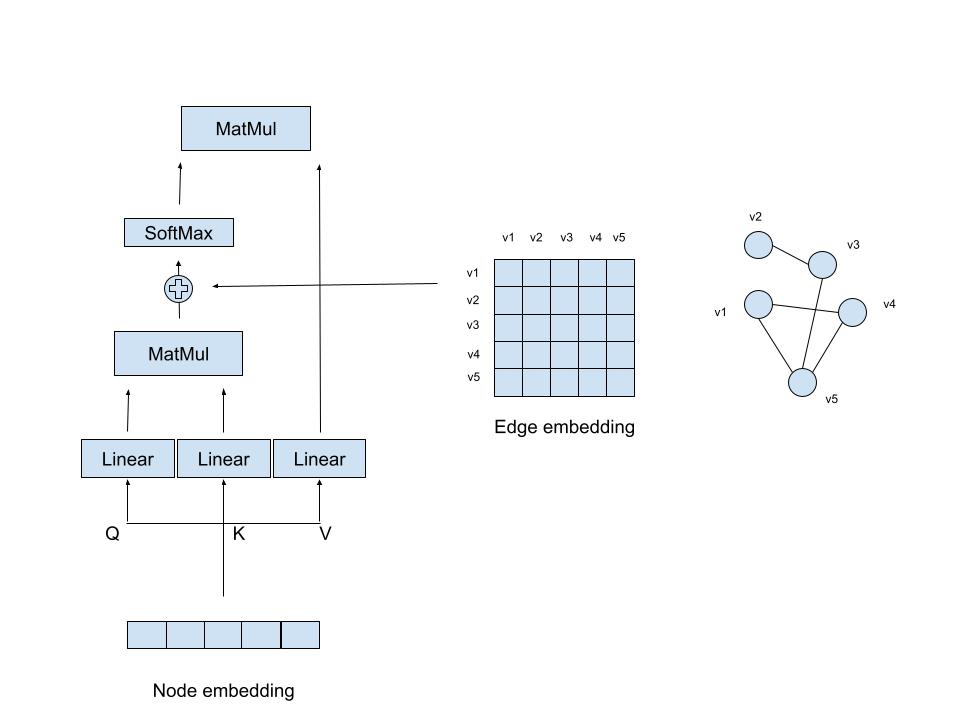 MatMul
SoftMax
MatMul
Linear Linear Linear
Q K V
Node embedding
v1 v2 v3 v4 v5
v1
v2
v3
v4
v5
Edge embedding
v2
v3
v1
v4
v5